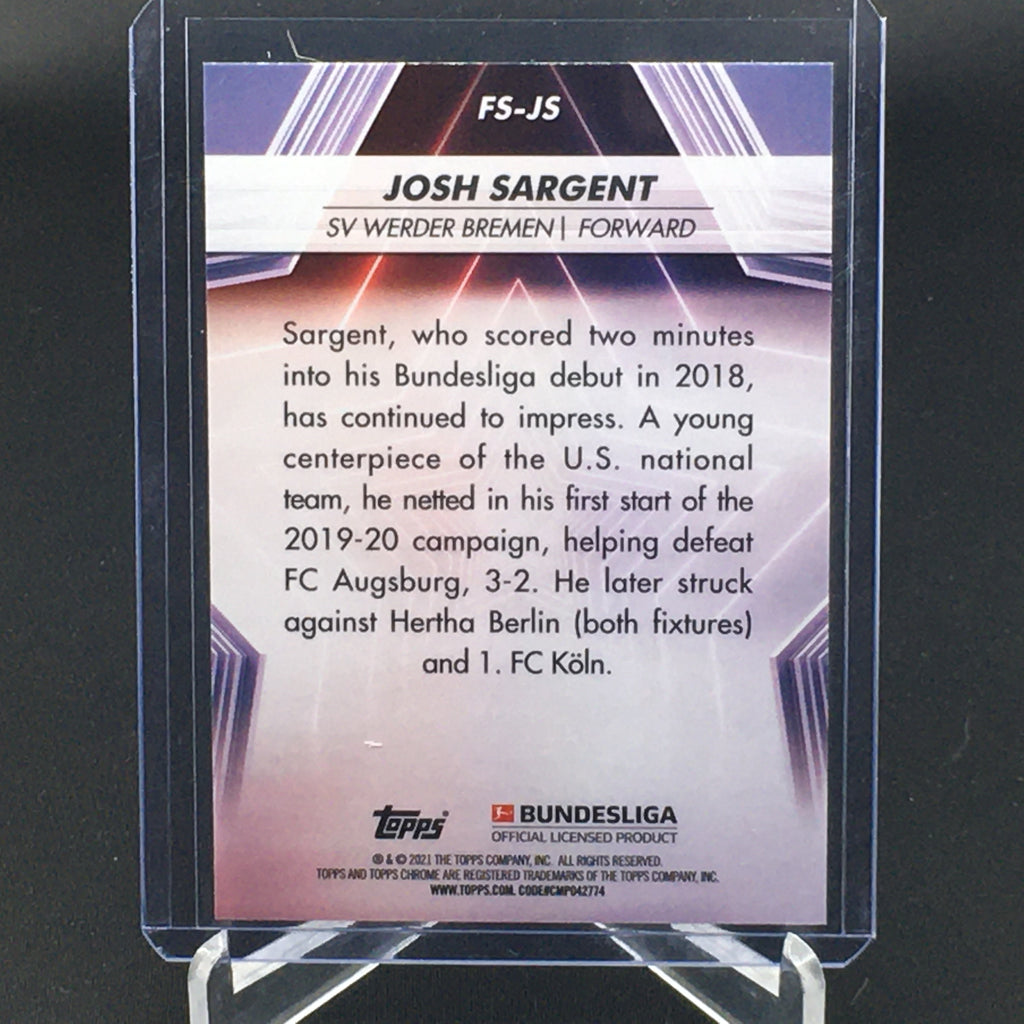 FS-JS
JOSH SARGENT
SV WERDER BREMEN | FORWARD
Sargent, who scored two minutes
into his Bundesliga debut in 2018,
has continued to impress. A young
centerpiece of the U.S. national
team, he netted in his first start of the
2019-20 campaign, helping defeat
FC Augsburg, 3-2. He later struck
against Hertha Berlin (both fixtures)
and 1. FC Köln.
Topps® BUNDESLIGA
OFFICIAL LICENSED PRODUCT
® & © 2021 THE TOPPS COMPANY, INC. ALL RIGHTS RESERVED.
TOPPS AND TOPPS CHROME ARE REGISTERED TRADEMARKS OF THE TOPPS COMPANY, INC.
WWW.TOPPS.COM. CODE#CMP042774